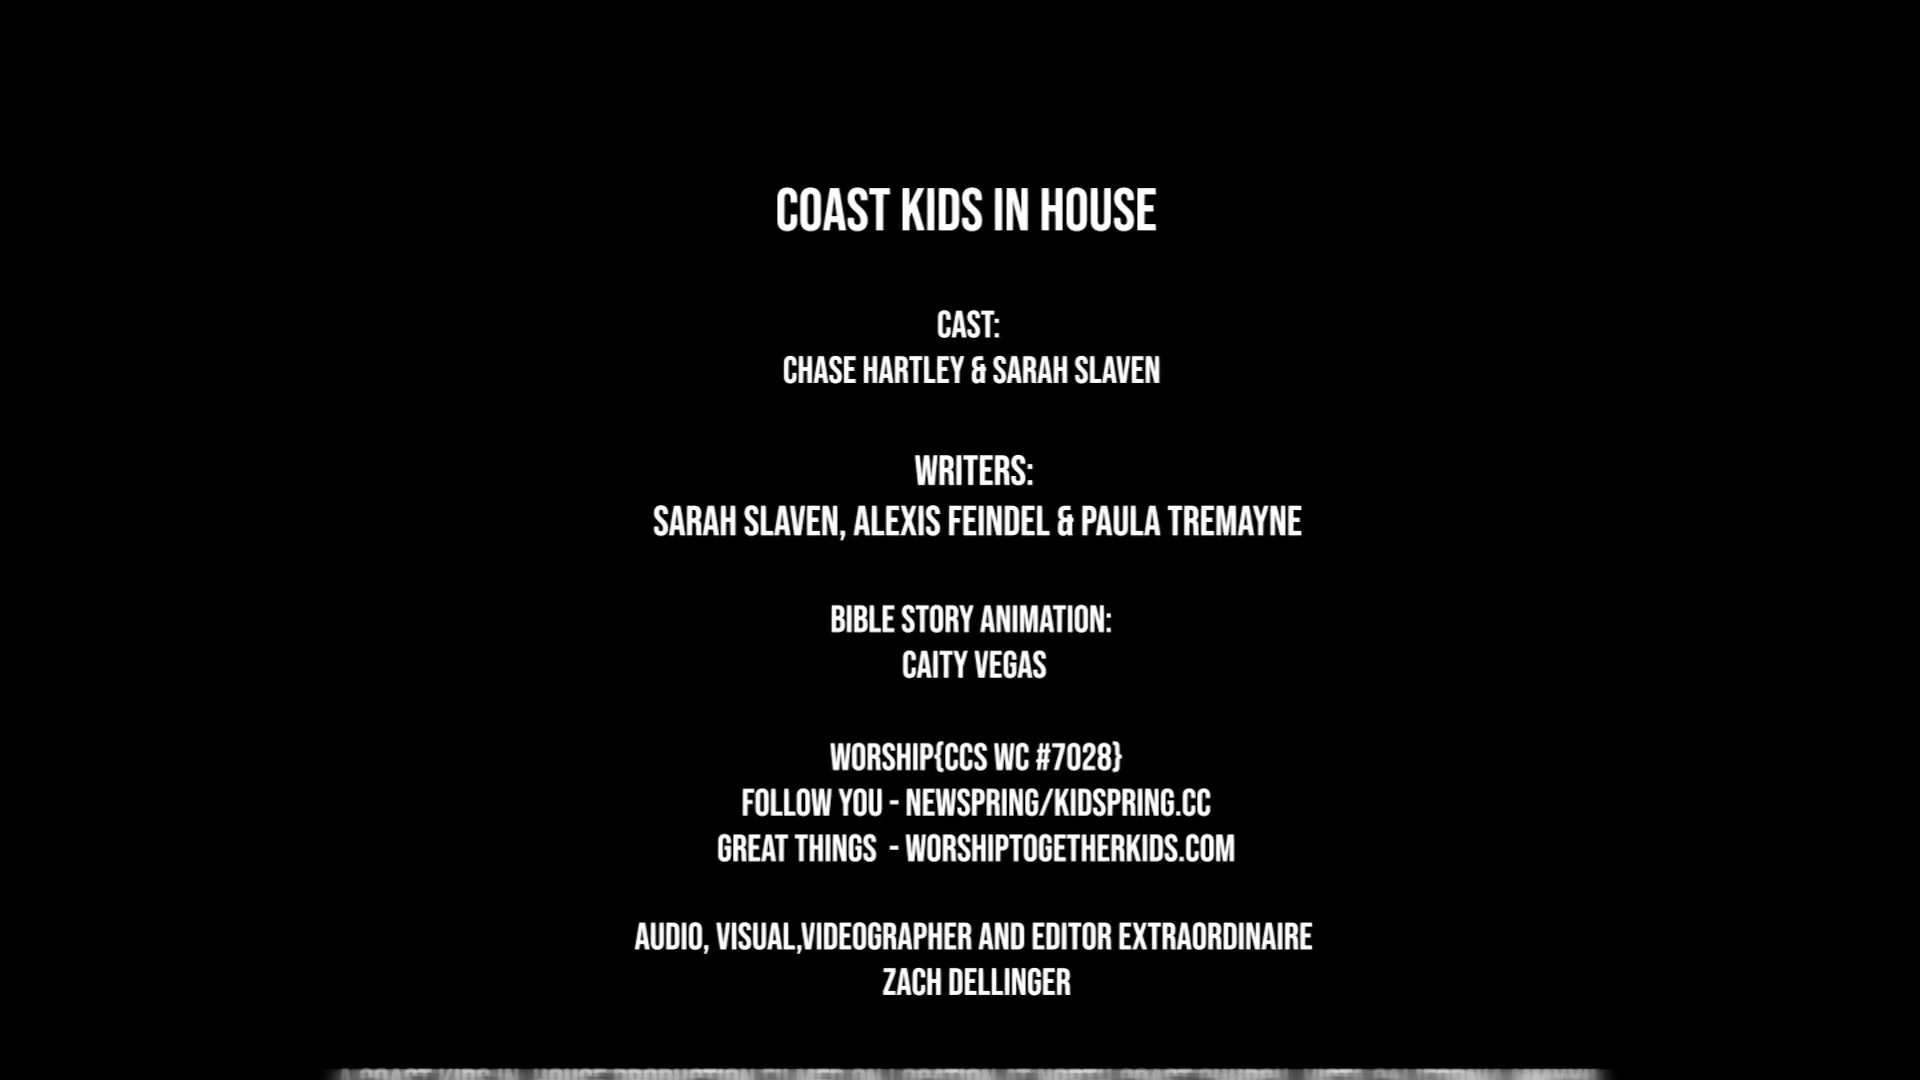 COAST KIDS IN HOUSE
CAST:
CHASE HARTLEY & SARAH SLAVEN
WRITERS:
SARAH SLAVEN, ALEXIS FEINDEL & PAULA TREMAYNE
BIBLE STORY ANIMATION:
CAITY VEGAS
WORSHIP{CCS WC #7028}
FOLLOW YOU - NEWSPRING/KIDSPRING.CC
GREAT THINGS - WORSHIPTOGETHERKIDS.COM
AUDIO, VISUAL,VIDEOGRAPHER AND EDITOR EXTRAORDINAIRE
ZACH DELLINGER